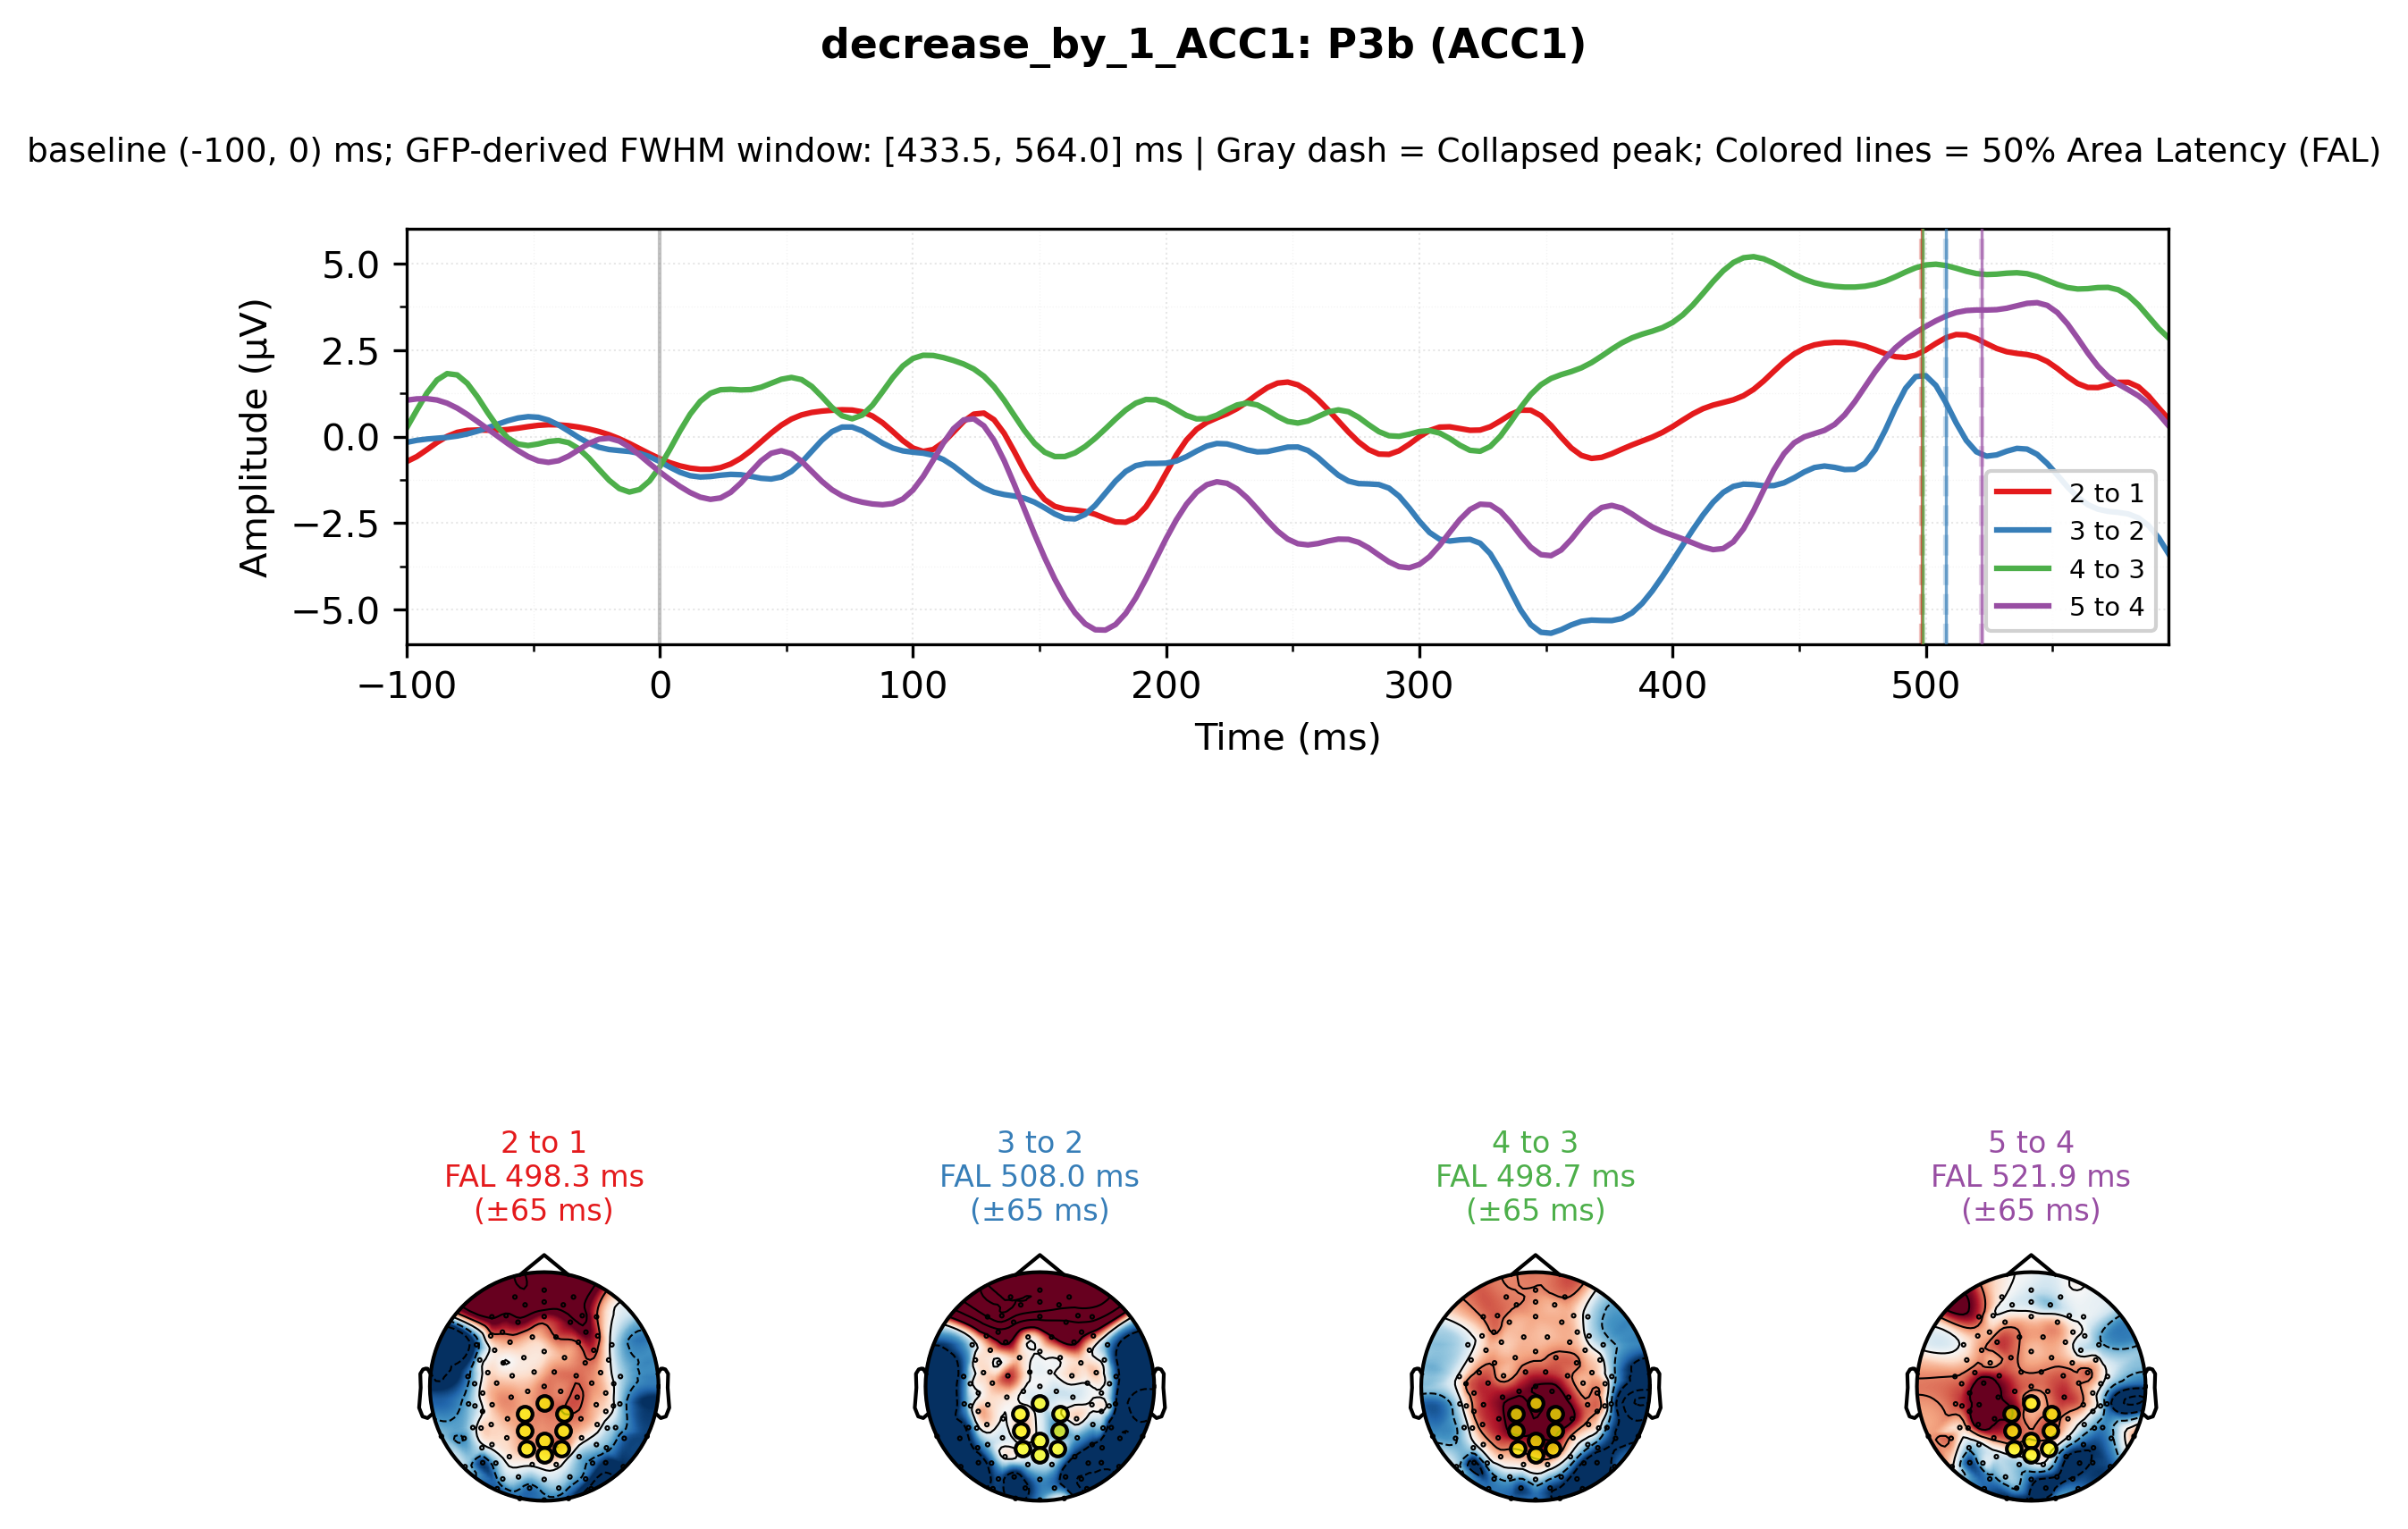 decrease_by_1_ACC1: P3b (ACC1)
baseline (-100, 0) ms; GFP-derived FWHM window: [433.5, 564.0] ms | Gray dash = Collapsed peak; Colored lines = 50% Area Latency (FAL)
Amplitude (µV)
5.0
2.5
0.0
−2.5
−5.0
2 to 1
3 to 2
4 to 3
5 to 4
−100 0 100 200 300 400 500
Time (ms)
2 to 1
FAL 498.3 ms
(±65 ms)
3 to 2
FAL 508.0 ms
(±65 ms)
4 to 3
FAL 498.7 ms
(±65 ms)
5 to 4
FAL 521.9 ms
(±65 ms)